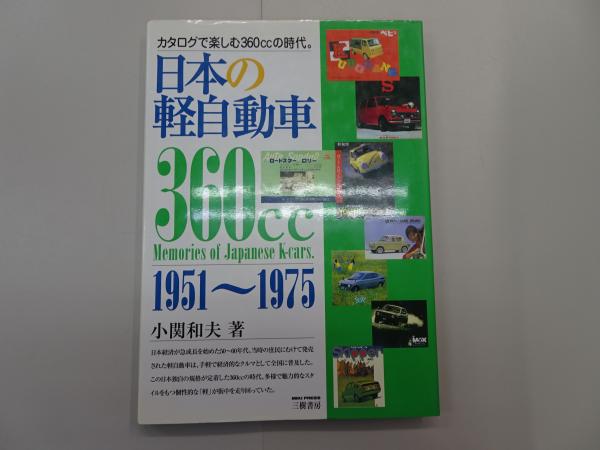 カタログで楽しむ360ccの時代。
日本の
軽自動車
360cc
Memories of Japanese K-cars.
1951〜1975
小関和夫 著
日本経済が急成長を始めた50〜60年代。当時の庶民にむけて発売
された軽自動車は、手軽で経済的なクルマとして全国に普及した。
この日本独自の規格が定着した360ccの時代。多様で魅力的なスタ
イルをもつ個性的な「軽」が街中を走り回っていた。
MIKI PRESS
三樹書房
Auto Sandal
ロードスター ロリー
S